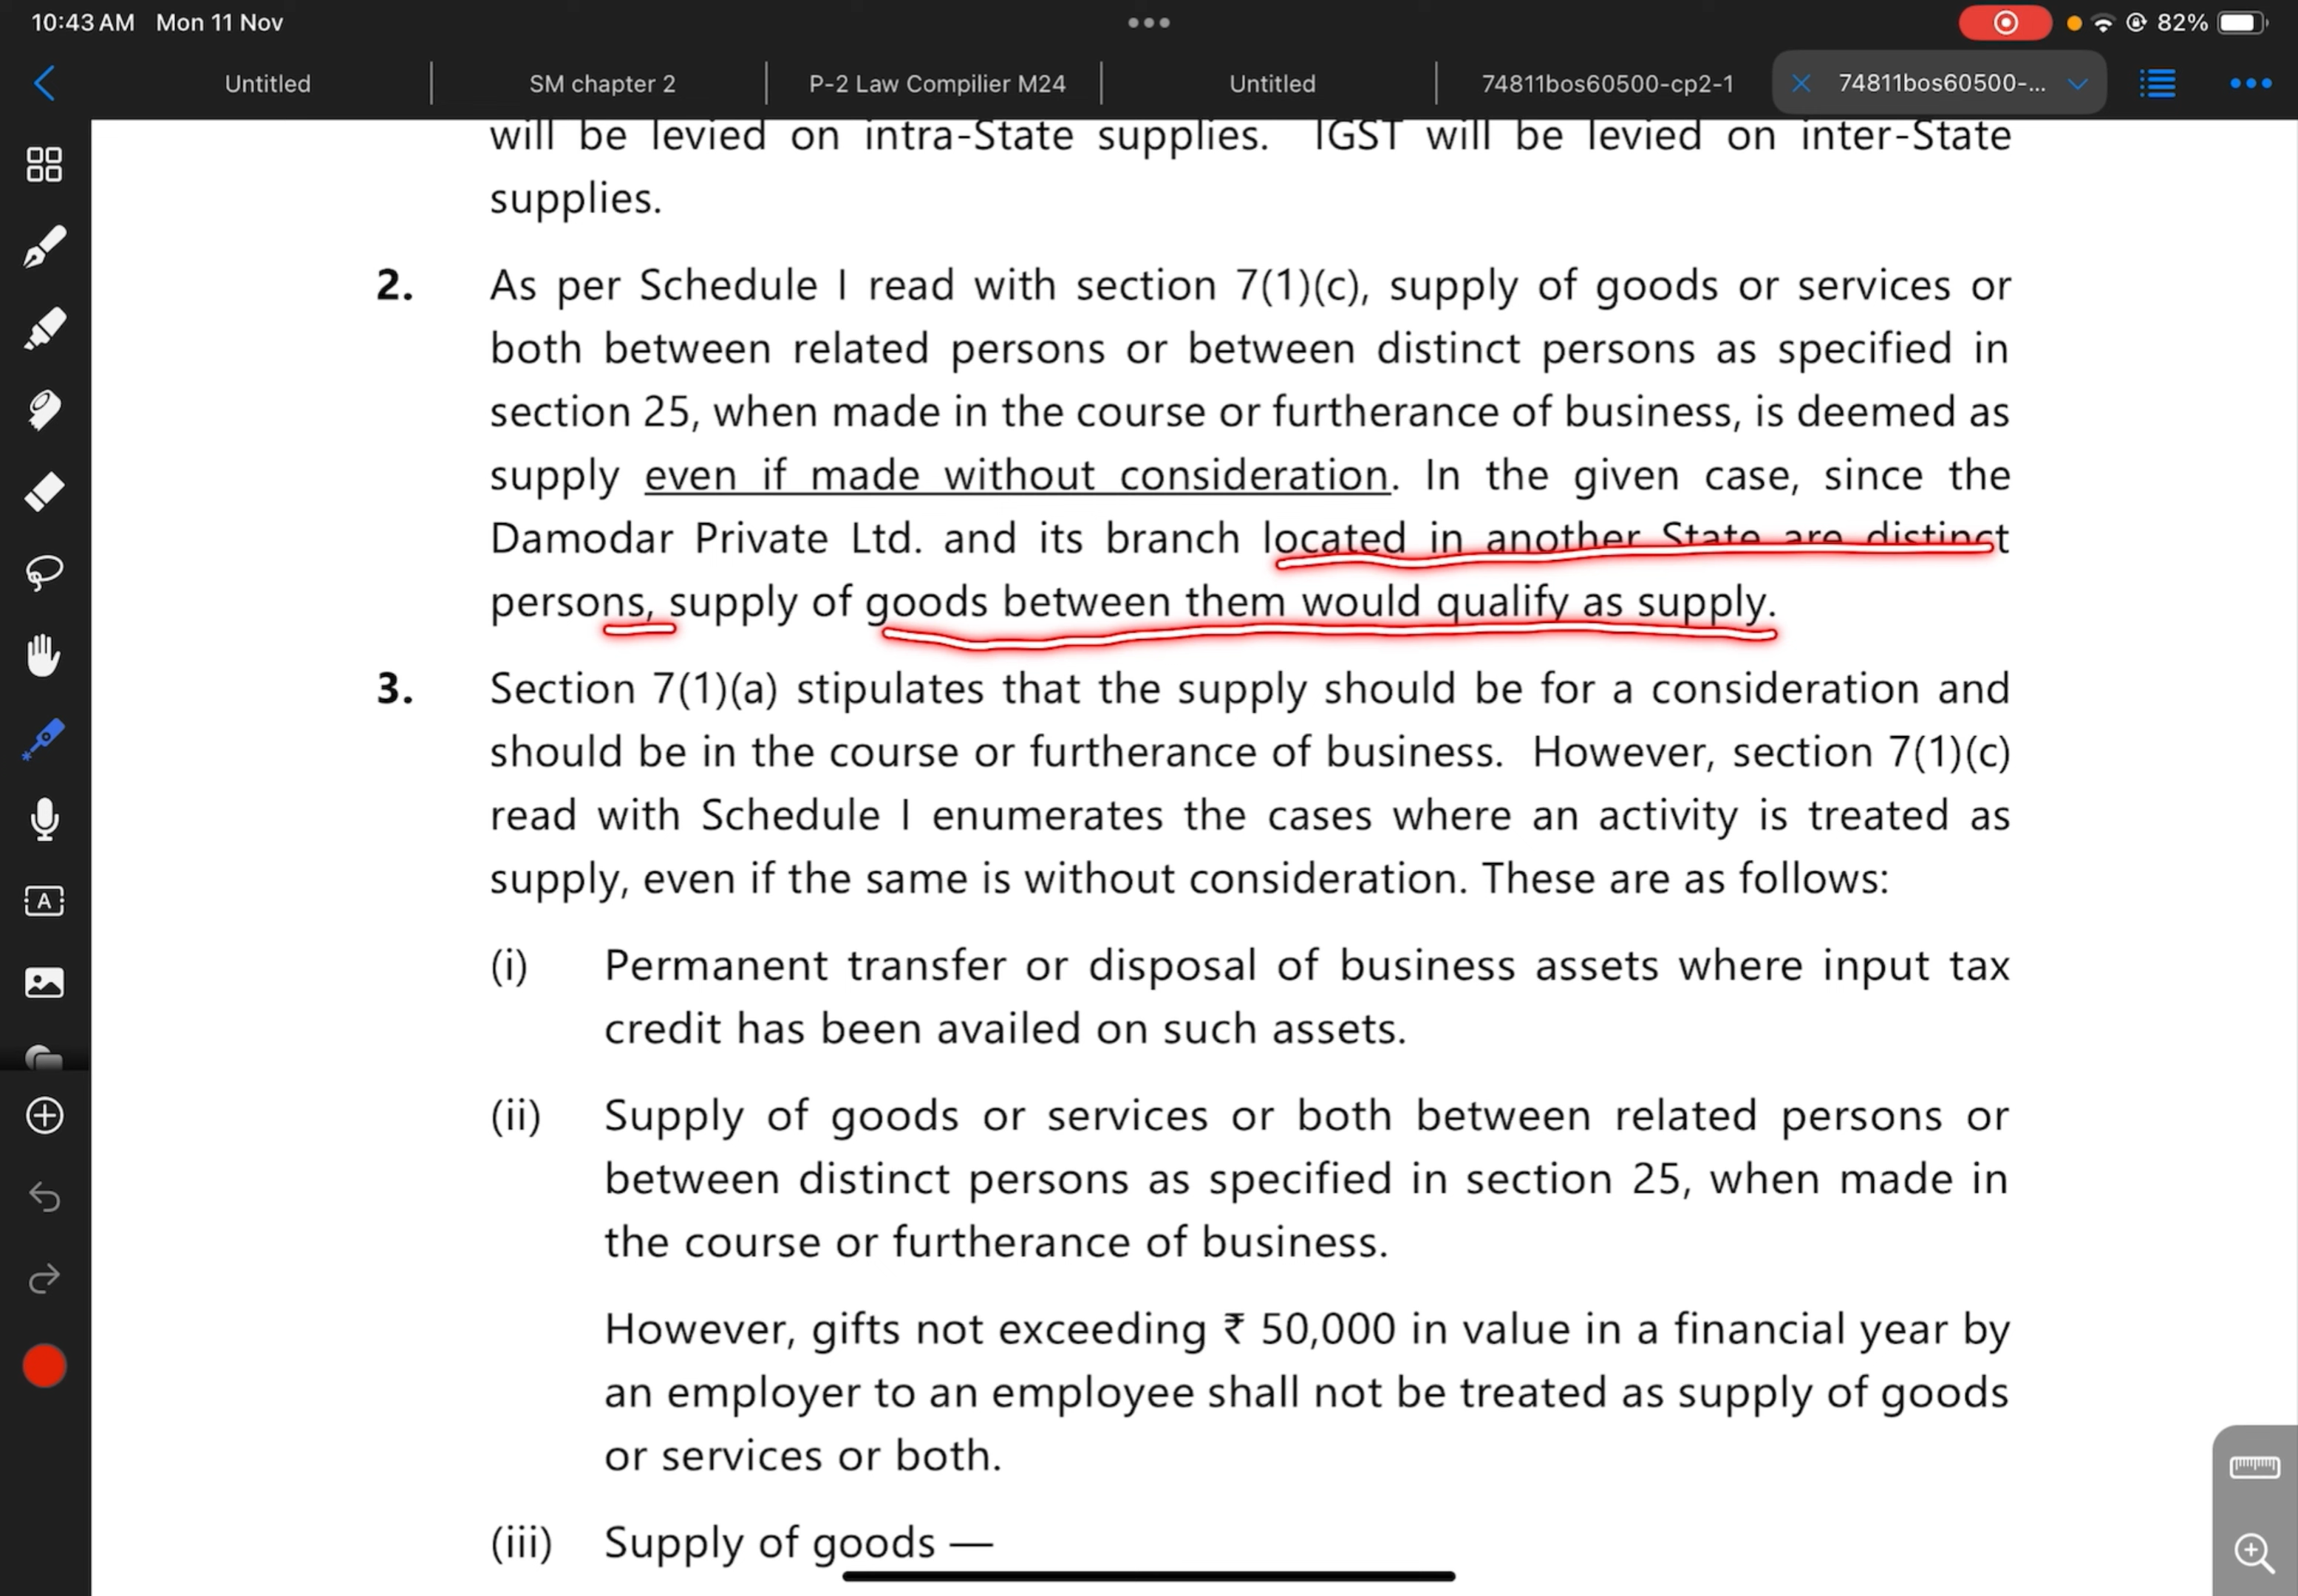 10:43 AM Mon 11 Nov
82%
Untitled
SM chapter 2
P-2 Law Compilier M24
Untitled
74811bos60500-cp2-1
74811bos60500-...
will be levied on intra-State supplies. IGST will be levied on inter-State
supplies.
2. As per Schedule I read with section 7(1)(c), supply of goods or services or
both between related persons or between distinct persons as specified in
section 25, when made in the course or furtherance of business, is deemed as
supply even if made without consideration. In the given case, since the
Damodar Private Ltd. and its branch located in another State are distinct
persons, supply of goods between them would qualify as supply.
3. Section 7(1)(a) stipulates that the supply should be for a consideration and
should be in the course or furtherance of business. However, section 7(1)(c)
read with Schedule I enumerates the cases where an activity is treated as
supply, even if the same is without consideration. These are as follows:
(i) Permanent transfer or disposal of business assets where input tax
credit has been availed on such assets.
(ii) Supply of goods or services or both between related persons or
between distinct persons as specified in section 25, when made in
the course or furtherance of business.
However, gifts not exceeding ₹ 50,000 in value in a financial year by
an employer to an employee shall not be treated as supply of goods
or services or both.
(iii) Supply of goods —
A